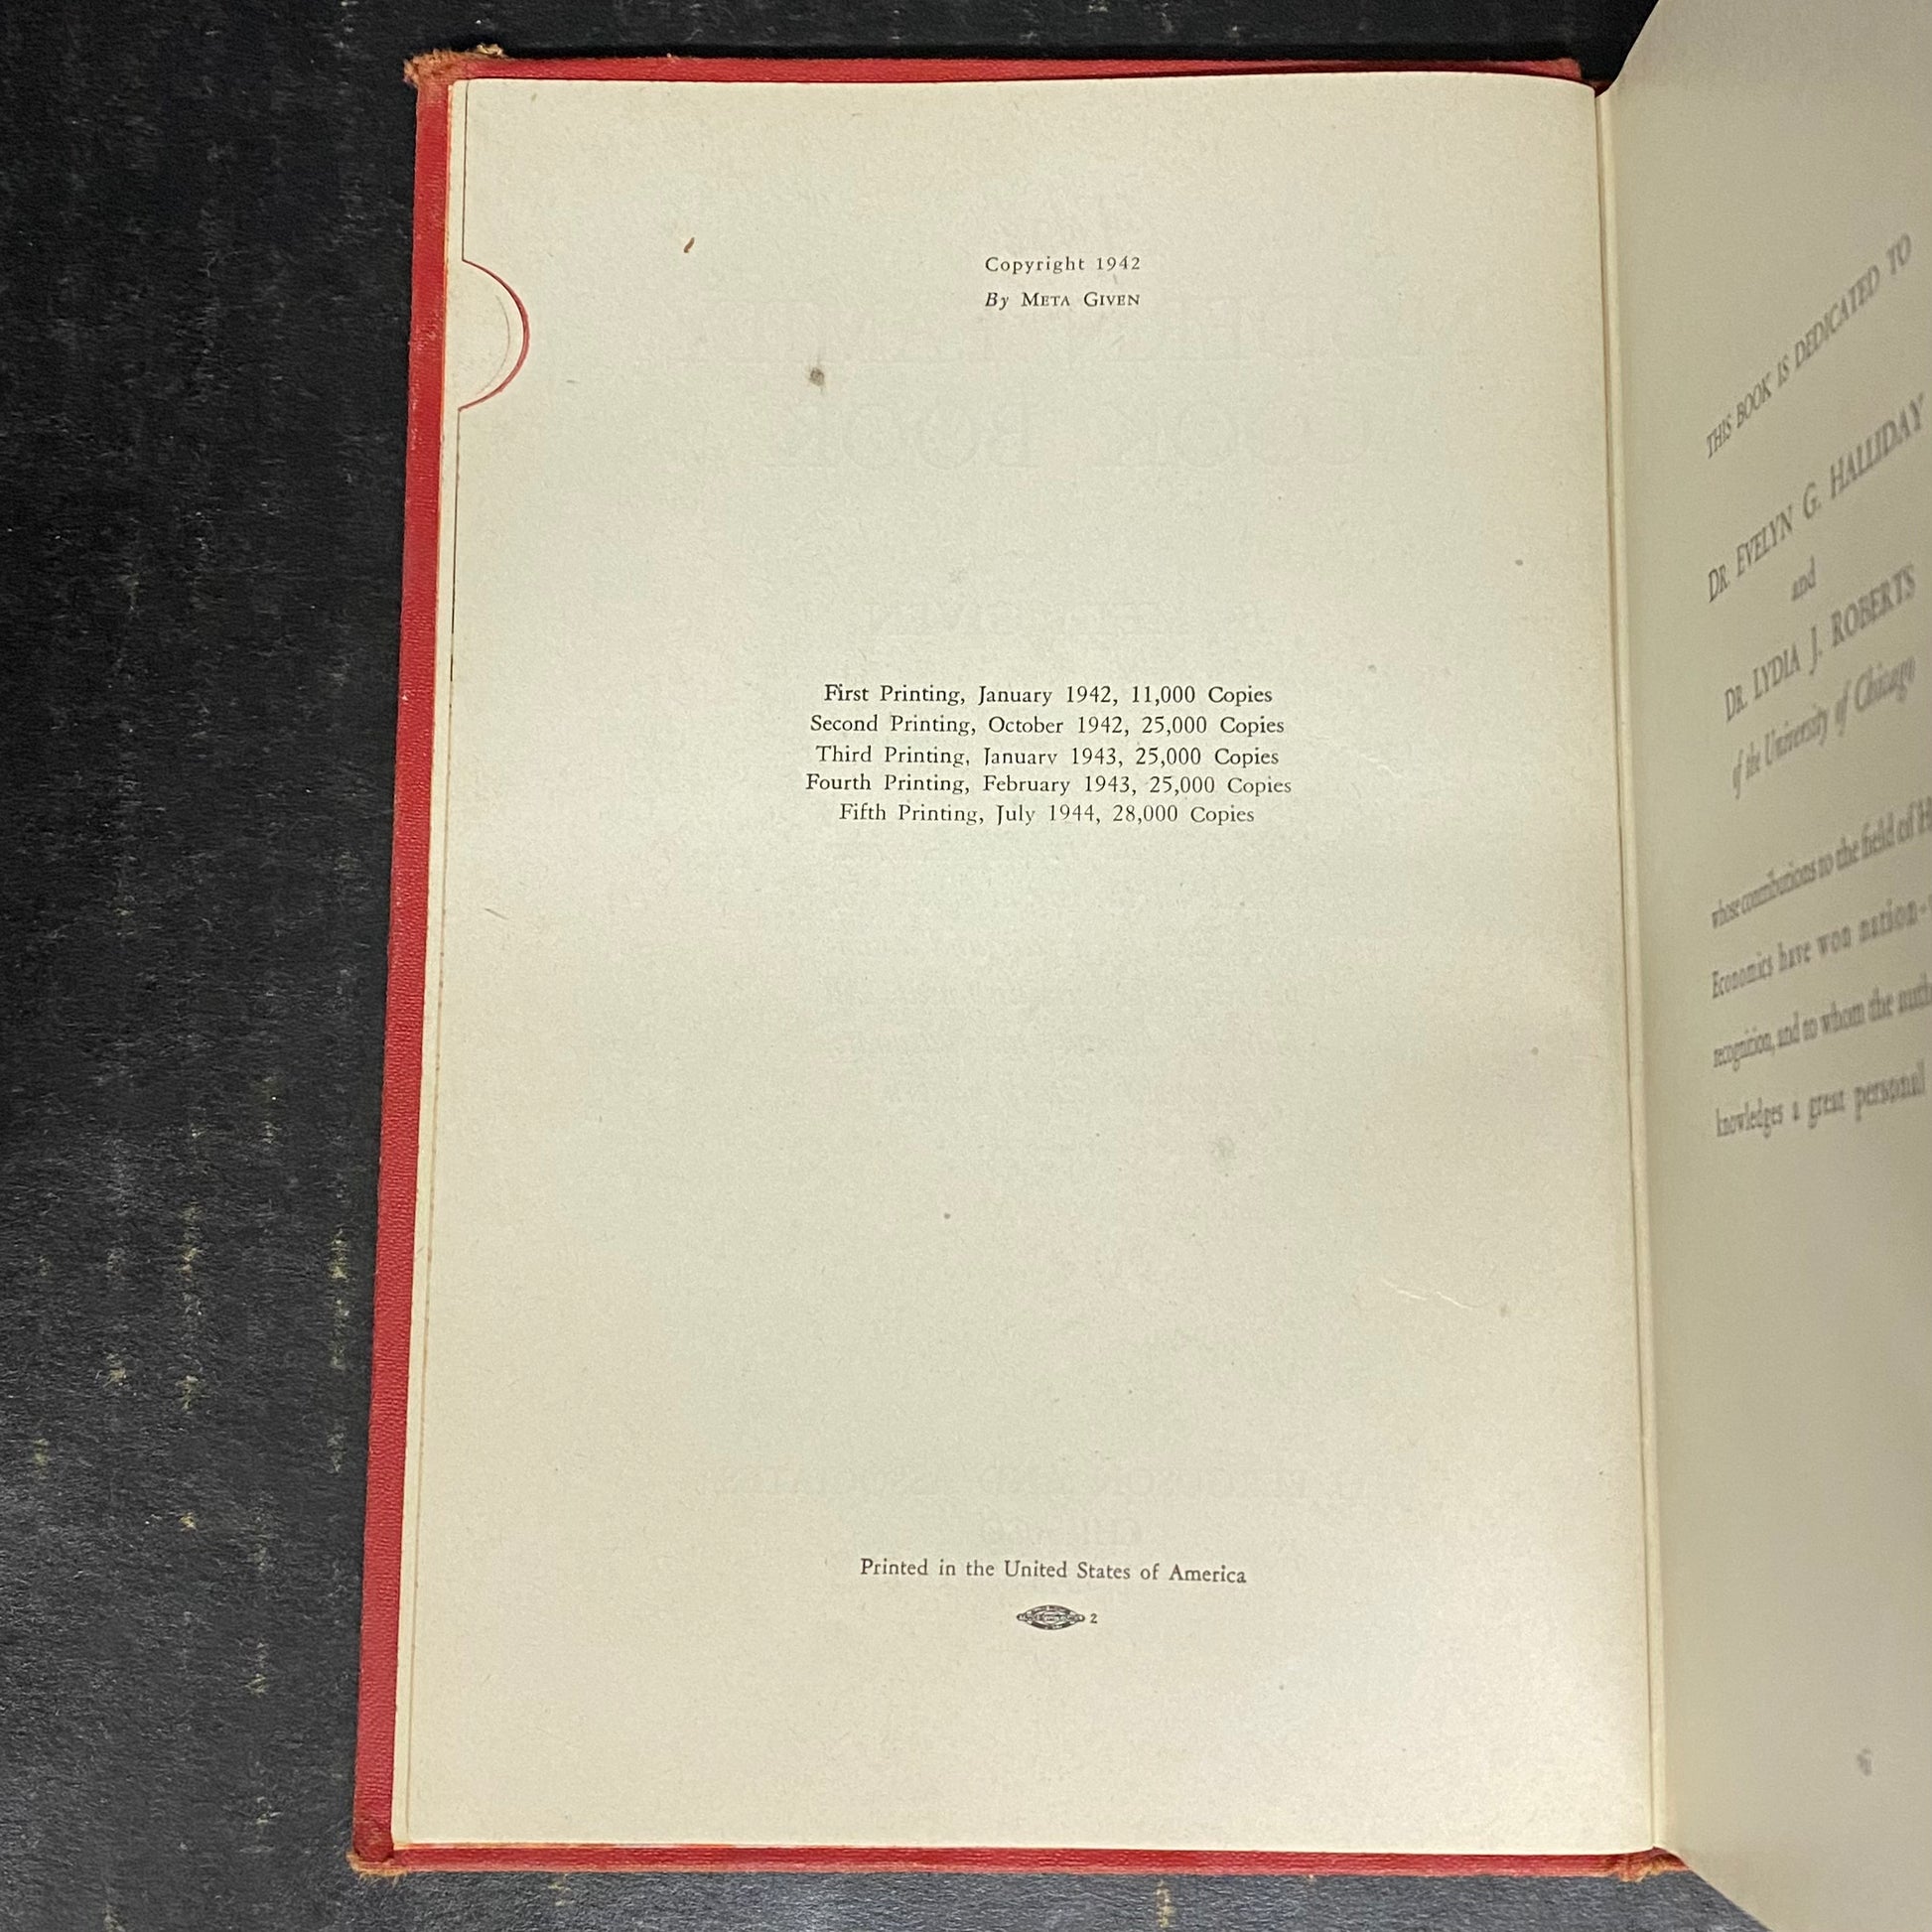 Copyright 1942
By META GIVEN
First Printing, January 1942, 11,000 Copies
Second Printing, October 1942, 25,000 Copies
Third Printing, January 1943, 25,000 Copies
Fourth Printing, February 1943, 25,000 Copies
Fifth Printing, July 1944, 28,000 Copies
Printed in the United States of America
2
THIS BOOK IS DEDICATED TO
DR. EVELYN G. HALLIDAY
and
DR. LYDIA J. ROBERTS
of the University of Chicago
whose contributions to the field of
Economics have won nation-
recognition, and to whom the
knowledges a great personal